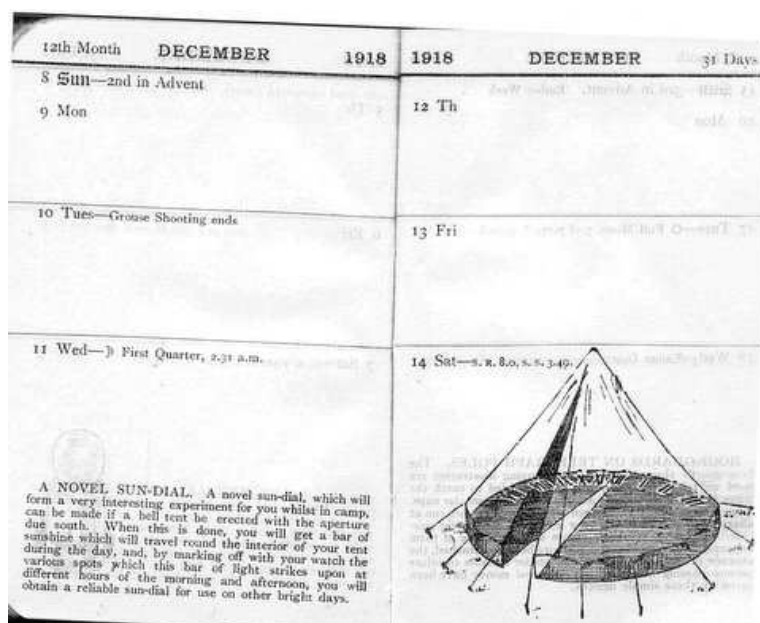 12th Month DECEMBER 1918
8 Sun—2nd in Advent
9 Mon
10 Tues—Grouse Shooting ends
11 Wed—☽ First Quarter, 2.31 a.m.
A NOVEL SUN-DIAL. A novel sun-dial, which will
form a very interesting experiment for you whilst in camp,
can be made if a bell tent be erected with the aperture
due south. When this is done, you will get a bar of
sunshine which will travel round the interior of your tent
during the day, and, by marking off with your watch the
various spots which this bar of light strikes upon at
different hours of the morning and afternoon, you will
obtain a reliable sun-dial for use on other bright days.
1918 DECEMBER 31 Days
12 Th
13 Fri
14 Sat—S. R. 8.0, S. S. 3.49.